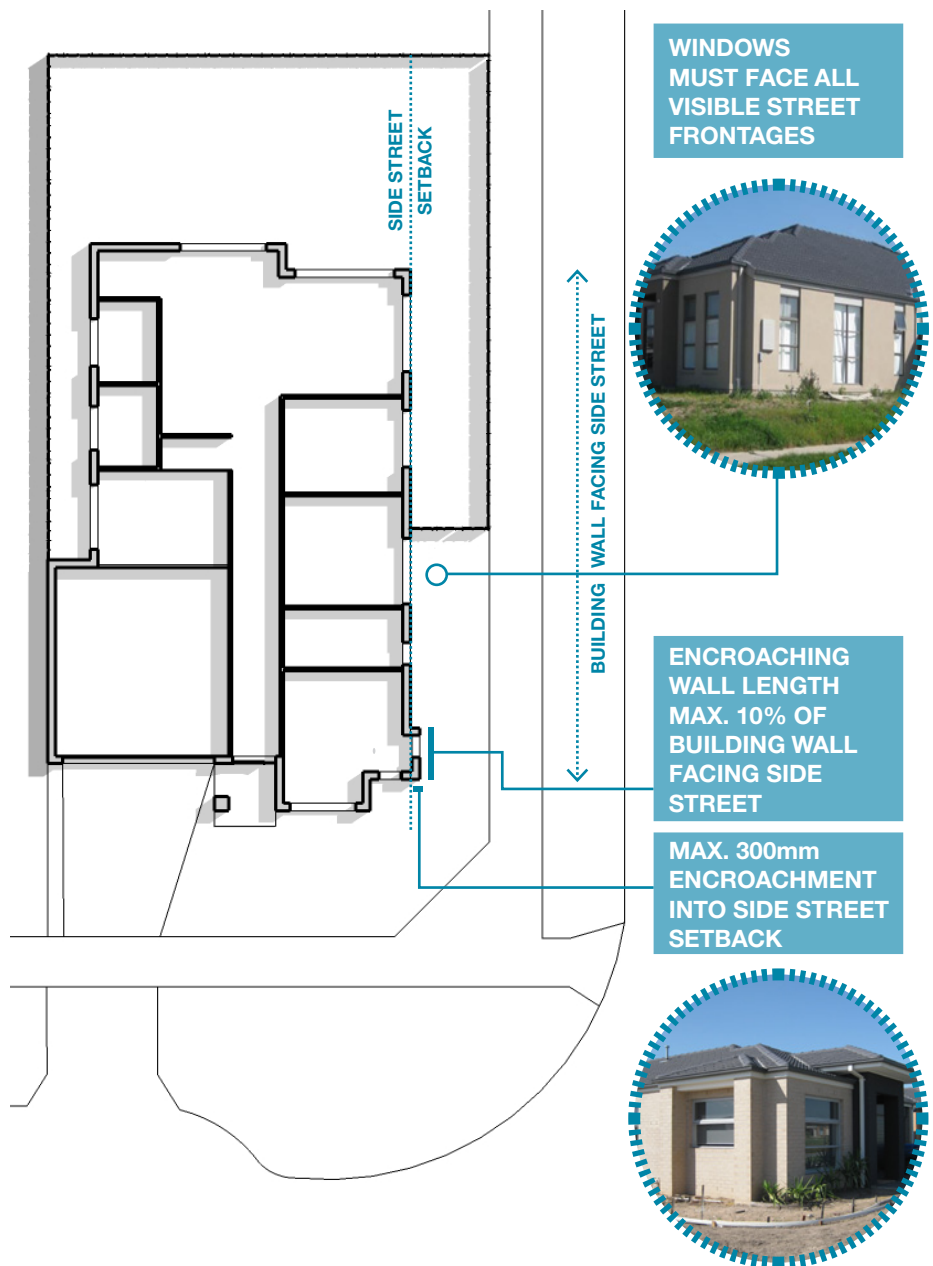 WINDOWS
MUST FACE ALL
VISIBLE STREET
FRONTAGES
SIDE STREET
SETBACK
BUILDING WALL FACING SIDE STREET
ENCROACHING
WALL LENGTH
MAX. 10% OF
BUILDING WALL
FACING SIDE
STREET
MAX. 300mm
ENCROACHMENT
INTO SIDE STREET
SETBACK